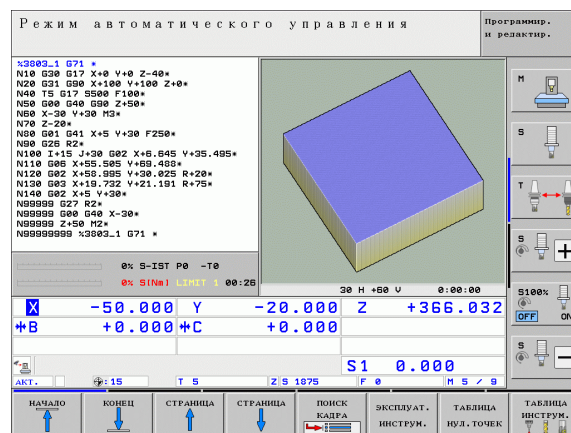 Режим автоматического управления
Программир.
и редактир.
%3803_1 G71 *
N10 G30 G17 X+0 Y+0 Z-40*
N20 G31 G90 X+100 Y+100 Z+0*
N40 T5 G17 S500 F100*
N50 G00 G40 G90 Z+50*
N60 X-30 Y+30 M3*
N70 Z-20*
N80 G01 G41 X+5 Y+30 F250*
N90 G26 R2*
N100 I+15 J+30 G02 X+6.645 Y+35.495*
N110 G06 X+55.505 Y+69.488*
N120 G02 X+58.995 Y+30.025 R+20*
N130 G03 X+19.732 Y+21.191 R+75*
N140 G02 X+5 Y+30*
N99999 G27 R2*
N99999 G00 G40 X-30*
N99999 Z+50 M2*
N99999999 %3803_1 G71 *
0% S-IST P0 -T0
0% S[Nm] LIMIT 1 00:26
30 H +60 V 0:00:00
X -50.000 Y -20.000 Z +366.032
B +0.000 C +0.000
S1 0.00
АКТ. : 15 T 5 Z S 1875 F 0 M 5 / 9
M
S
T
S +
S100%
OFF ON
S −
НАЧАЛО
КОНЕЦ
СТРАНИЦА
СТРАНИЦА
ПОИСК
КАДРА
ЭКСПЛУАТ.
ИНСТРУМ.
ТАБЛИЦА
НУЛ.ТОЧЕК
ТАБЛИЦА
ИНСТРУМ.